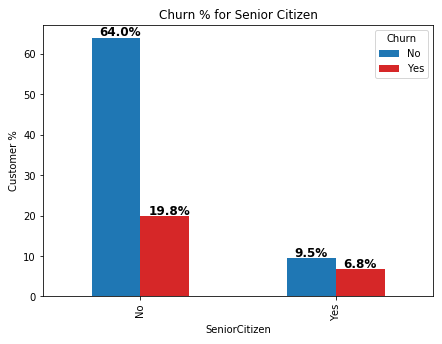 Churn % for Senior Citizen
Churn
No
Yes
64.0%
19.8%
9.5%
6.8%
Customer %
60
50
40
30
20
10
0
No
Yes
SeniorCitizen